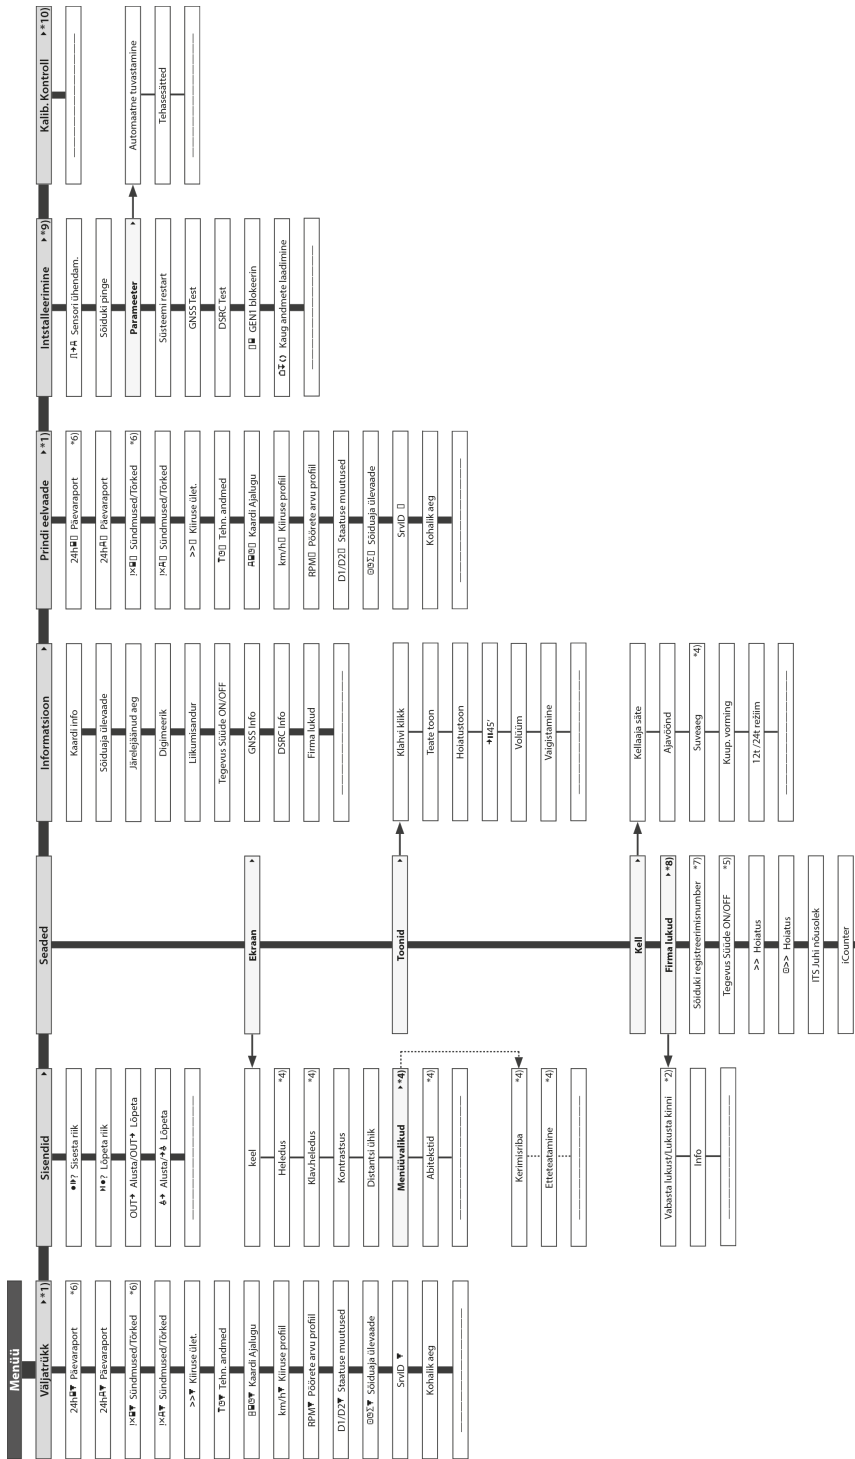 Menüü
Väljatrükk ▸*1)
24h▼ Päevaraport *6)
24h▼ Päevaraport
!×▼ Sündmused/Tõrked *6)
!×▼ Sündmused/Tõrked
>>▼ Kiiruse ület.
▼ Tehn. andmed
▼ Kaardi Ajalugu
km/h▼ Kiiruse profiil
RPM▼ Pöörete arvu profiil
D1/D2▼ Staatuse muutused
Σ▼ Sõiduaja ülevaade
SrvID ▼
Kohalik aeg
Sisendid ▸
? Sisesta riik
? Lõpeta riik
OUT Alusta/OUT Lõpeta
Alusta/ Lõpeta
keel
Heledus *4)
Klav.heledus *4)
Kontrastsus
Distantsi ühik
Menüüvalikud ▸*4)
Abitekstid *4)
Kerimisriba *4)
Etteteatamine *4)
Vabasta lukust/Lukusta kinni *2)
Info
Seaded
Ekraan ▸
Toonid ▸
Kell ▸
Firma lukud ▸*8)
Sõiduki registreerimisnumber *7)
Tegevus Süüde ON/OFF *5)
>> Hoiatus
>> Hoiatus
ITS Juhi nõusolek
iCounter
Informatsioon ▸
Kaardi info
Sõiduaja ülevaade
Järelejäänud aeg
Digimeerik
Liikumisandur
Tegevus Süüde ON/OFF
GNSS Info
DSRC Info
Firma lukud
Klahvi klikk
Teate toon
Hoiatustoon
45'
Volüüm
Vaigistamine
Kellaaja säte
Ajavöönd
Suveaeg *4)
Kuup. vorming
12t /24t režiim
Prindi eelvaade ▸*1)
24h Päevaraport *6)
24h Päevaraport
!× Sündmused/Tõrked *6)
!× Sündmused/Tõrked
>> Kiiruse ület.
Tehn. andmed
Kaardi Ajalugu
km/h Kiiruse profiil
RPM Pöörete arvu profiil
D1/D2 Staatuse muutused
Σ Sõiduaja ülevaade
SrvID
Kohalik aeg
Intstalleerimine ▸*9)
Sensori ühendam.
Sõiduki pinge
Parameeter ▸
Süsteemi restart
GNSS Test
DSRC Test
GEN1 blokeerin
Kaug andmete laadimine
Kalib. Kontroll ▸*10)
Automaatne tuvastamine
Tehasesätted